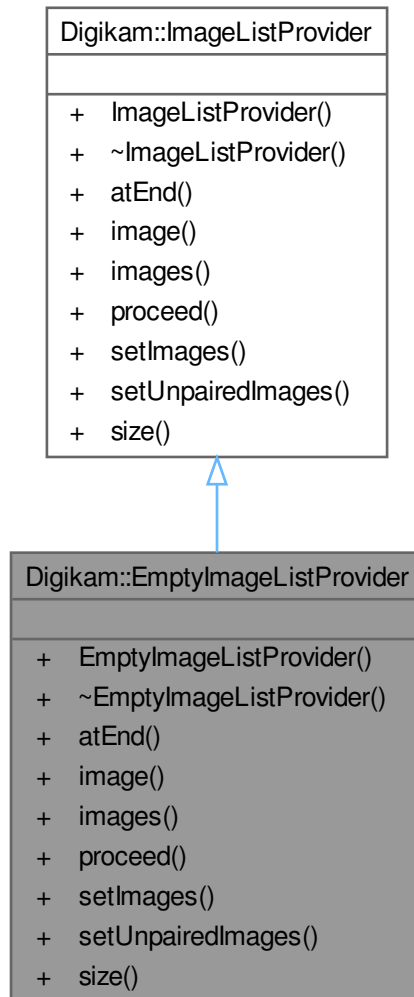 Digikam::ImageListProvider
+ ImageListProvider()
+ ~ImageListProvider()
+ atEnd()
+ image()
+ images()
+ proceed()
+ setImages()
+ setUnpairedImages()
+ size()
Digikam::EmptyImageListProvider
+ EmptyImageListProvider()
+ ~EmptyImageListProvider()
+ atEnd()
+ image()
+ images()
+ proceed()
+ setImages()
+ setUnpairedImages()
+ size()